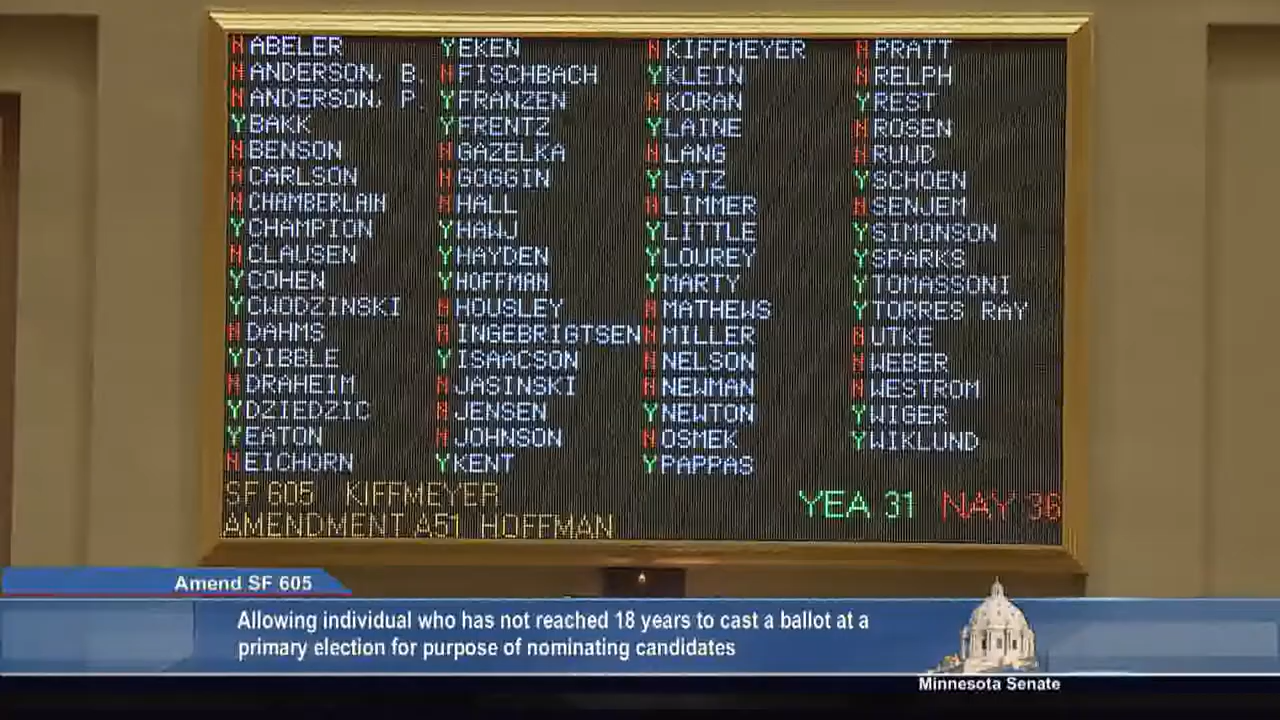 N ABELER Y EKEN N KIFFMEYER N PRATT
N ANDERSON, B. N FISCHBACH Y KLEIN N RELPH
N ANDERSON, P. Y FRANZEN N KORAN Y REST
Y BAKK Y FRENTZ Y LAINE N ROSEN
N BENSON N GAZELKA N LANG N RUUD
N CARLSON N GOGGIN Y LATZ Y SCHOEN
N CHAMBERLAIN N HALL N LIMMER N SENJEM
Y CHAMPION Y HAWJ Y LITTLE Y SIMONSON
N CLAUSEN Y HAYDEN Y LOUREY Y SPARKS
Y COHEN Y HOFFMAN Y MARTY Y TOMASSONI
Y CWODZINSKI N HOUSLEY N MATHEWS Y TORRES RAY
N DAHMS N INGEBRIGTSEN N MILLER N UTKE
Y DIBBLE Y ISAACSON N NELSON N WEBER
N DRAHEIM N JASINSKI N NEWMAN N WESTROM
Y DZIEDZIC N JENSEN Y NEWTON Y WIGER
Y EATON N JOHNSON N OSMEK Y WIKLUND
N EICHORN Y KENT Y PAPPAS
SF 605 KIFFMEYER
AMENDMENT A51 HOFFMAN
YEA 31 NAY 36
Amend SF 605
Allowing individual who has not reached 18 years to cast a ballot at a
primary election for purpose of nominating candidates
Minnesota Senate